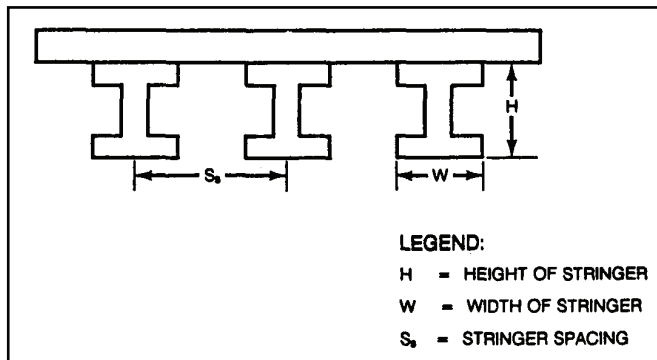 H
Sₛ
W
LEGEND:
H = HEIGHT OF STRINGER
W = WIDTH OF STRINGER
Sₛ = STRINGER SPACING